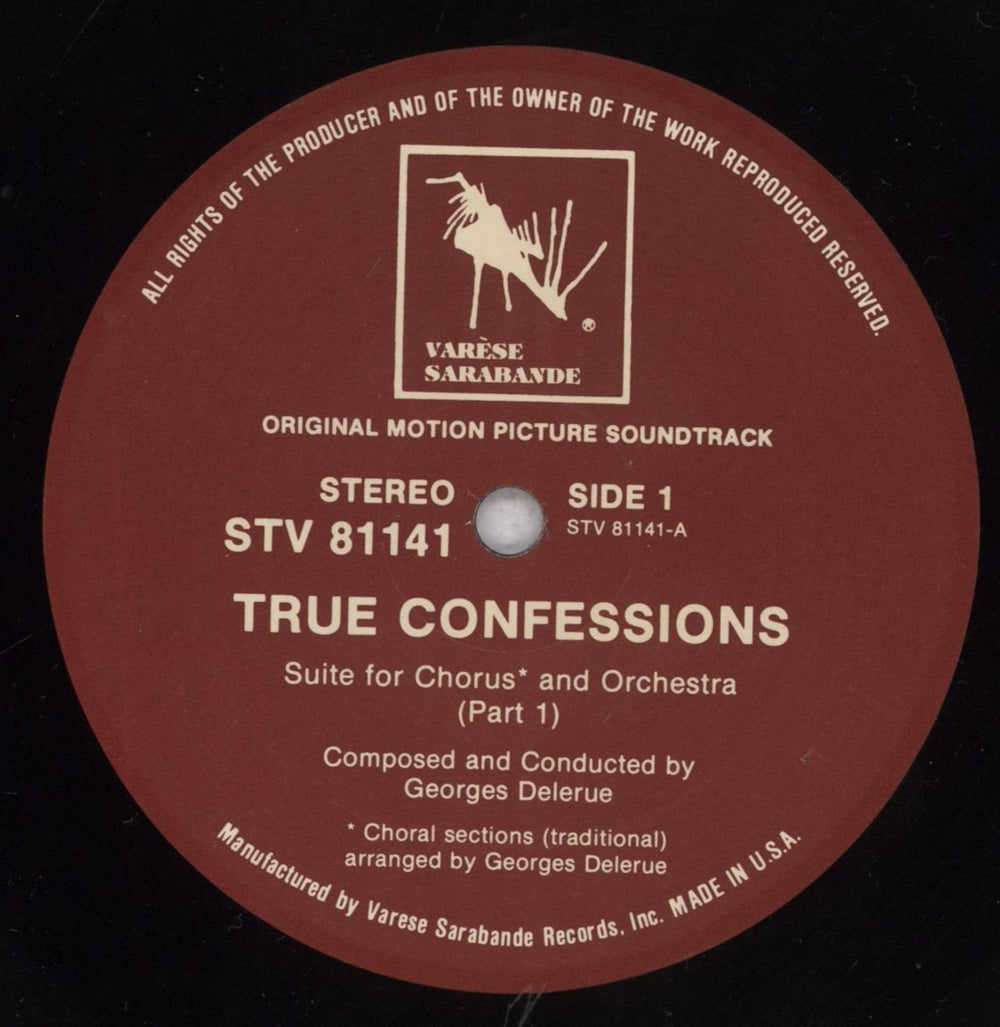 ALL RIGHTS OF THE PRODUCER AND OF THE OWNER OF THE WORK REPRODUCED RESERVED.
®
VARÈSE
SARABANDE
ORIGINAL MOTION PICTURE SOUNDTRACK
STEREO
STV 81141
SIDE 1
STV 81141-A
TRUE CONFESSIONS
Suite for Chorus* and Orchestra
(Part 1)
Composed and Conducted by
Georges Delerue
* Choral sections (traditional)
arranged by Georges Delerue
Manufactured by Varese Sarabande Records, Inc. MADE IN U.S.A.